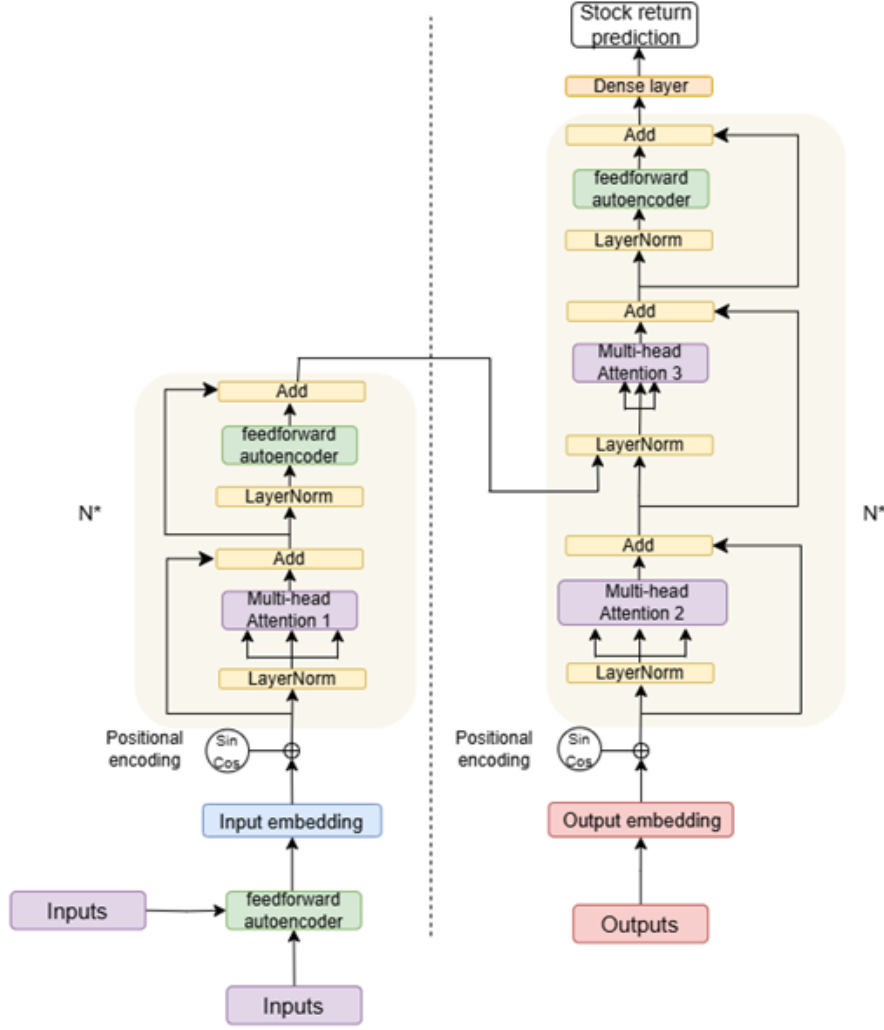 Stock return
prediction
Dense layer
Add
feedforward
autoencoder
LayerNorm
Add
Multi-head
Attention 3
LayerNorm
Add
Multi-head
Attention 2
LayerNorm
Positional
encoding
Sin
Cos
Output embedding
Outputs
N*
Add
feedforward
autoencoder
LayerNorm
N*
Add
Multi-head
Attention 1
LayerNorm
Positional
encoding
Sin
Cos
Input embedding
Inputs
feedforward
autoencoder
Inputs